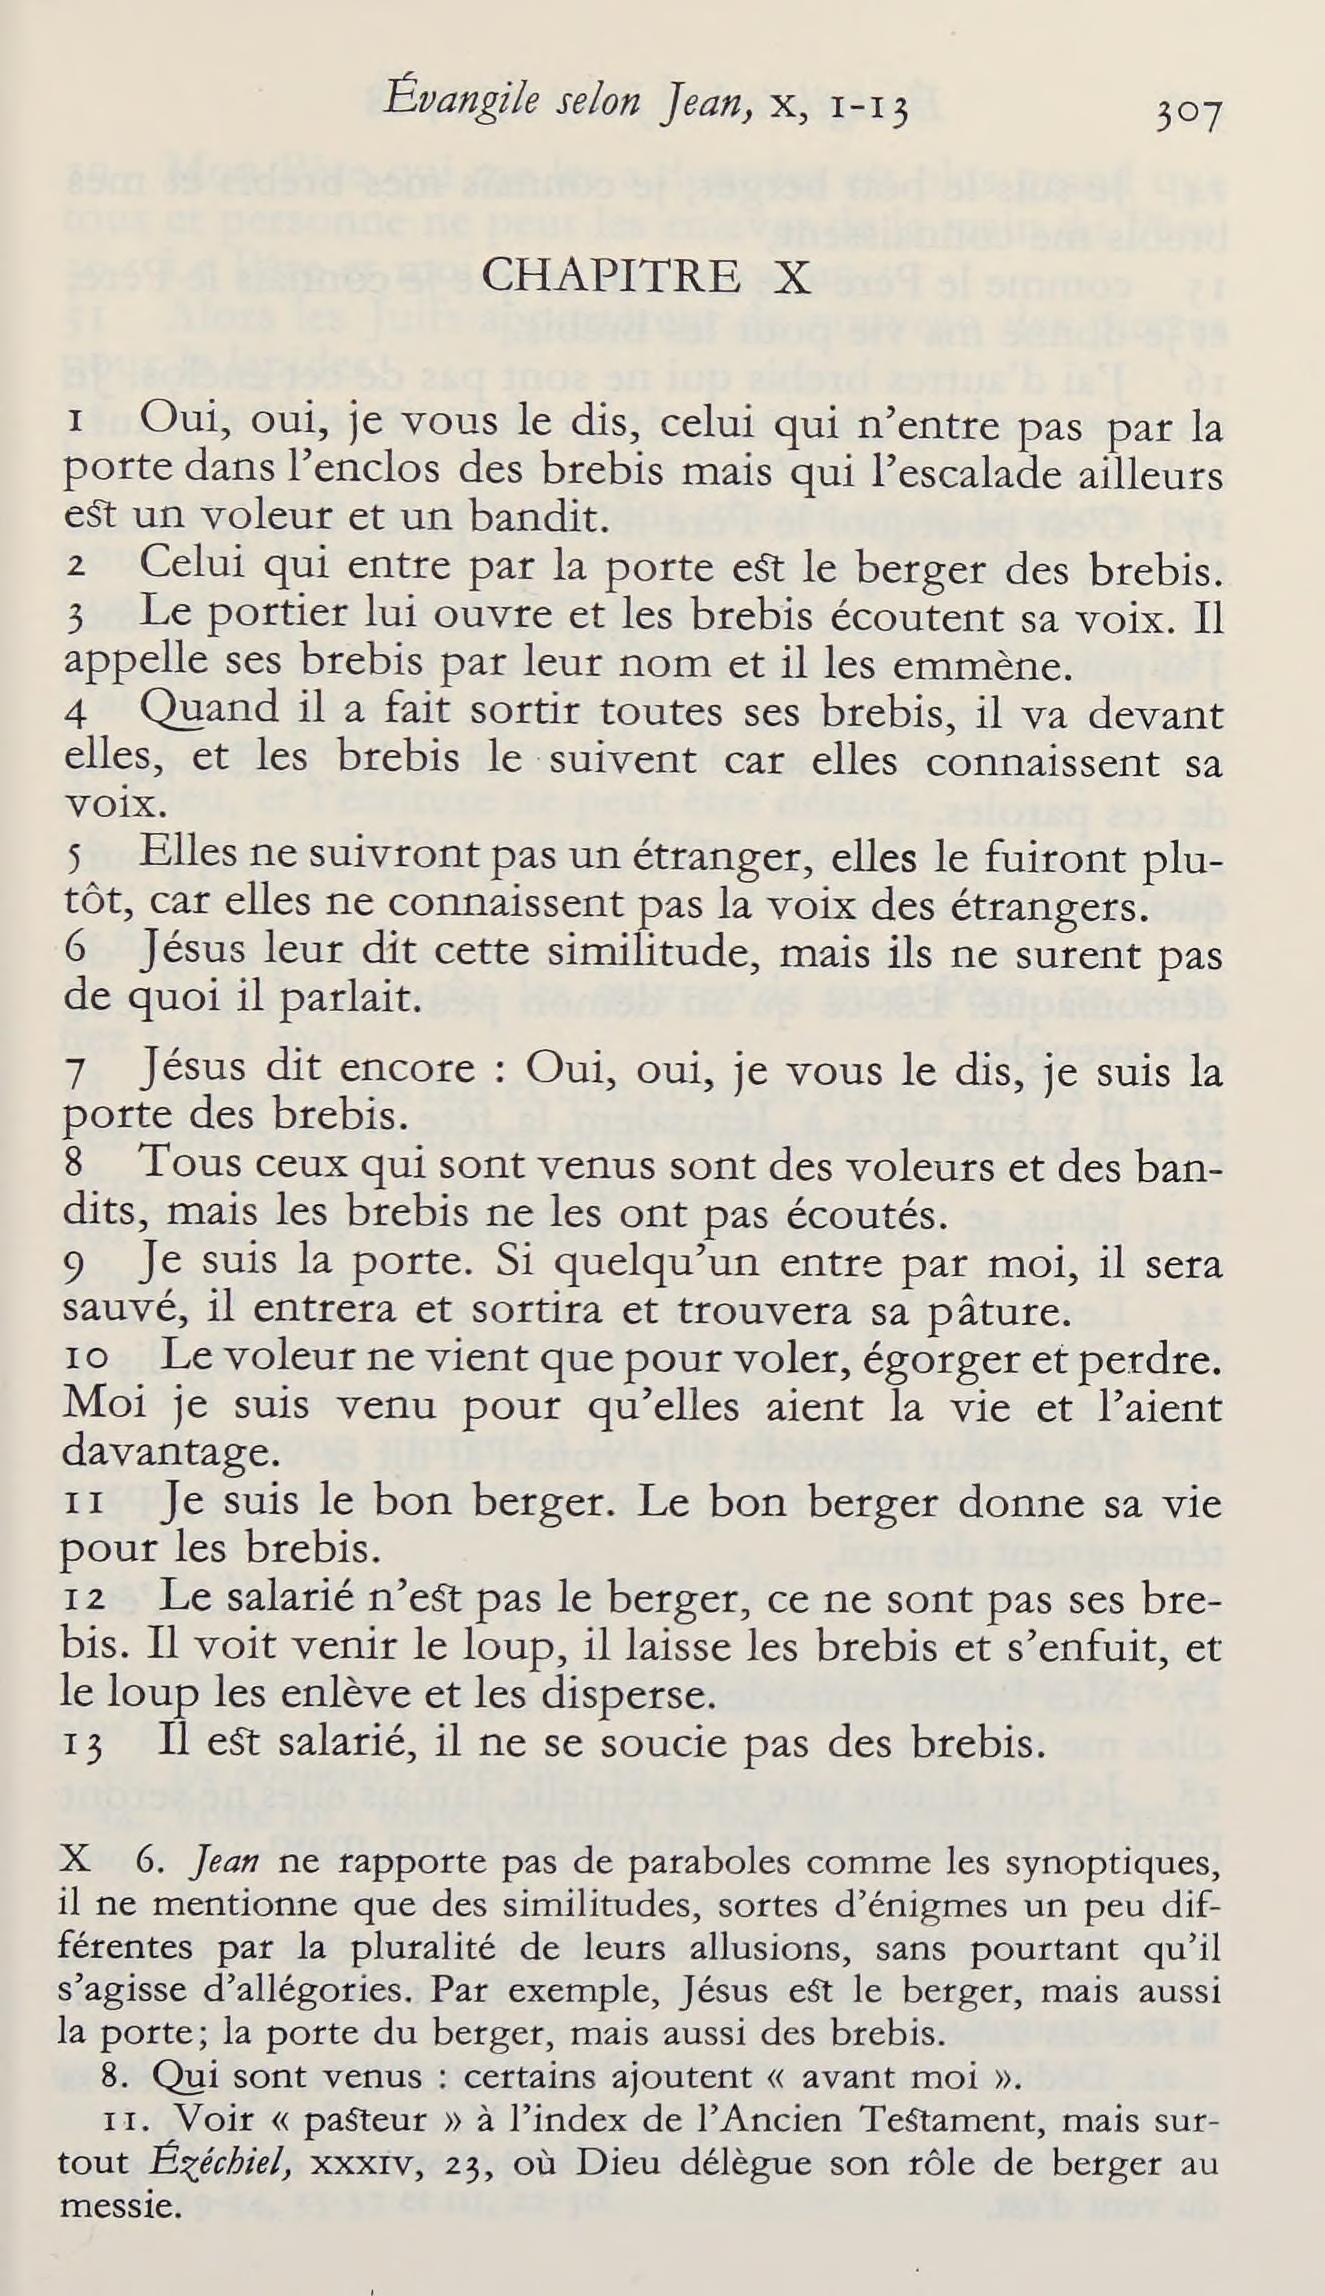 Évangile selon Jean, X, 1-13
307
CHAPITRE X
1 Oui, oui, je vous le dis, celui qui n’entre pas par la
porte dans l’enclos des brebis mais qui l’escalade ailleurs
est un voleur et un bandit.
2 Celui qui entre par la porte est le berger des brebis.
3 Le portier lui ouvre et les brebis écoutent sa voix. Il
appelle ses brebis par leur nom et il les emmène.
4 Quand il a fait sortir toutes ses brebis, il va devant
elles, et les brebis le suivent car elles connaissent sa
voix.
5 Elles ne suivront pas un étranger, elles le fuiront plu-
tôt, car elles ne connaissent pas la voix des étrangers.
6 Jésus leur dit cette similitude, mais ils ne surent pas
de quoi il parlait.
7 Jésus dit encore : Oui, oui, je vous le dis, je suis la
porte des brebis.
8 Tous ceux qui sont venus sont des voleurs et des ban-
dits, mais les brebis ne les ont pas écoutés.
9 Je suis la porte. Si quelqu’un entre par moi, il sera
sauvé, il entrera et sortira et trouvera sa pâture.
10 Le voleur ne vient que pour voler, égorger et perdre.
Moi je suis venu pour qu’elles aient la vie et l’aient
davantage.
11 Je suis le bon berger. Le bon berger donne sa vie
pour les brebis.
12 Le salarié n’est pas le berger, ce ne sont pas ses bre-
bis. Il voit venir le loup, il laisse les brebis et s’enfuit, et
le loup les enlève et les disperse.
13 Il est salarié, il ne se soucie pas des brebis.
X 6. Jean ne rapporte pas de paraboles comme les synoptiques,
il ne mentionne que des similitudes, sortes d’énigmes un peu dif-
férentes par la pluralité de leurs allusions, sans pourtant qu’il
s’agisse d’allégories. Par exemple, Jésus est le berger, mais aussi
la porte; la porte du berger, mais aussi des brebis.
8. Qui sont venus : certains ajoutent « avant moi ».
11. Voir « pasteur » à l’index de l’Ancien Testament, mais sur-
tout Ézéchiel, XXXIV, 23, où Dieu délègue son rôle de berger au
messie.